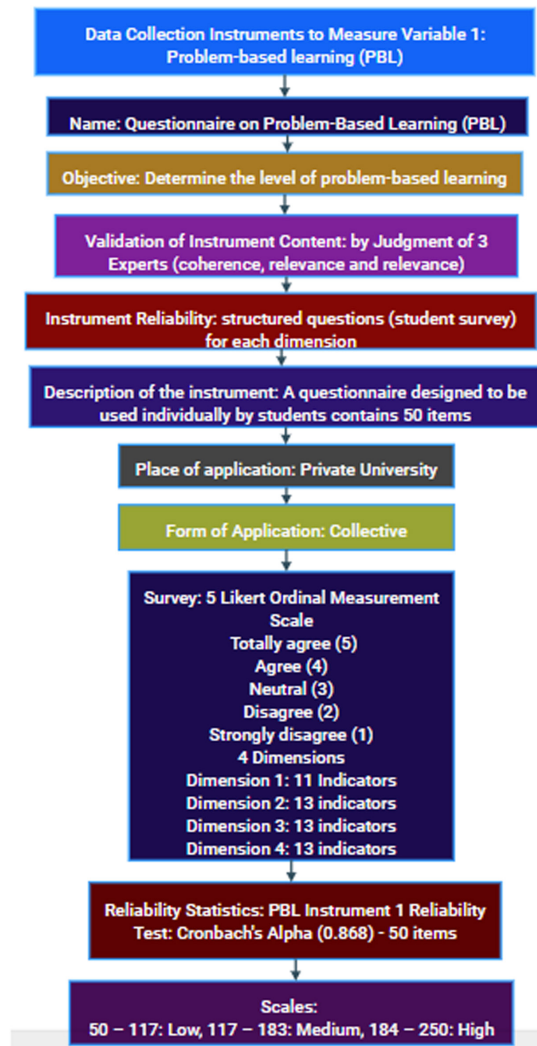 Data Collection Instruments to Measure Variable 1:
Problem-based learning (PBL)
Name: Questionnaire on Problem-Based Learning (PBL)
Objective: Determine the level of problem-based learning
Validation of Instrument Content: by Judgment of 3
Experts (coherence, relevance and relevance)
Instrument Reliability: structured questions (student survey)
for each dimension
Description of the instrument: A questionnaire designed to be
used individually by students contains 50 items
Place of application: Private University
Form of Application: Collective
Survey: 5 Likert Ordinal Measurement
Scale
Totally agree (5)
Agree (4)
Neutral (3)
Disagree (2)
Strongly disagree (1)
4 Dimensions
Dimension 1: 11 Indicators
Dimension 2: 13 indicators
Dimension 3: 13 indicators
Dimension 4: 13 indicators
Reliability Statistics: PBL Instrument 1 Reliability
Test: Cronbach's Alpha (0.868) - 50 items
Scales:
50 – 117: Low, 117 – 183: Medium, 184 – 250: High